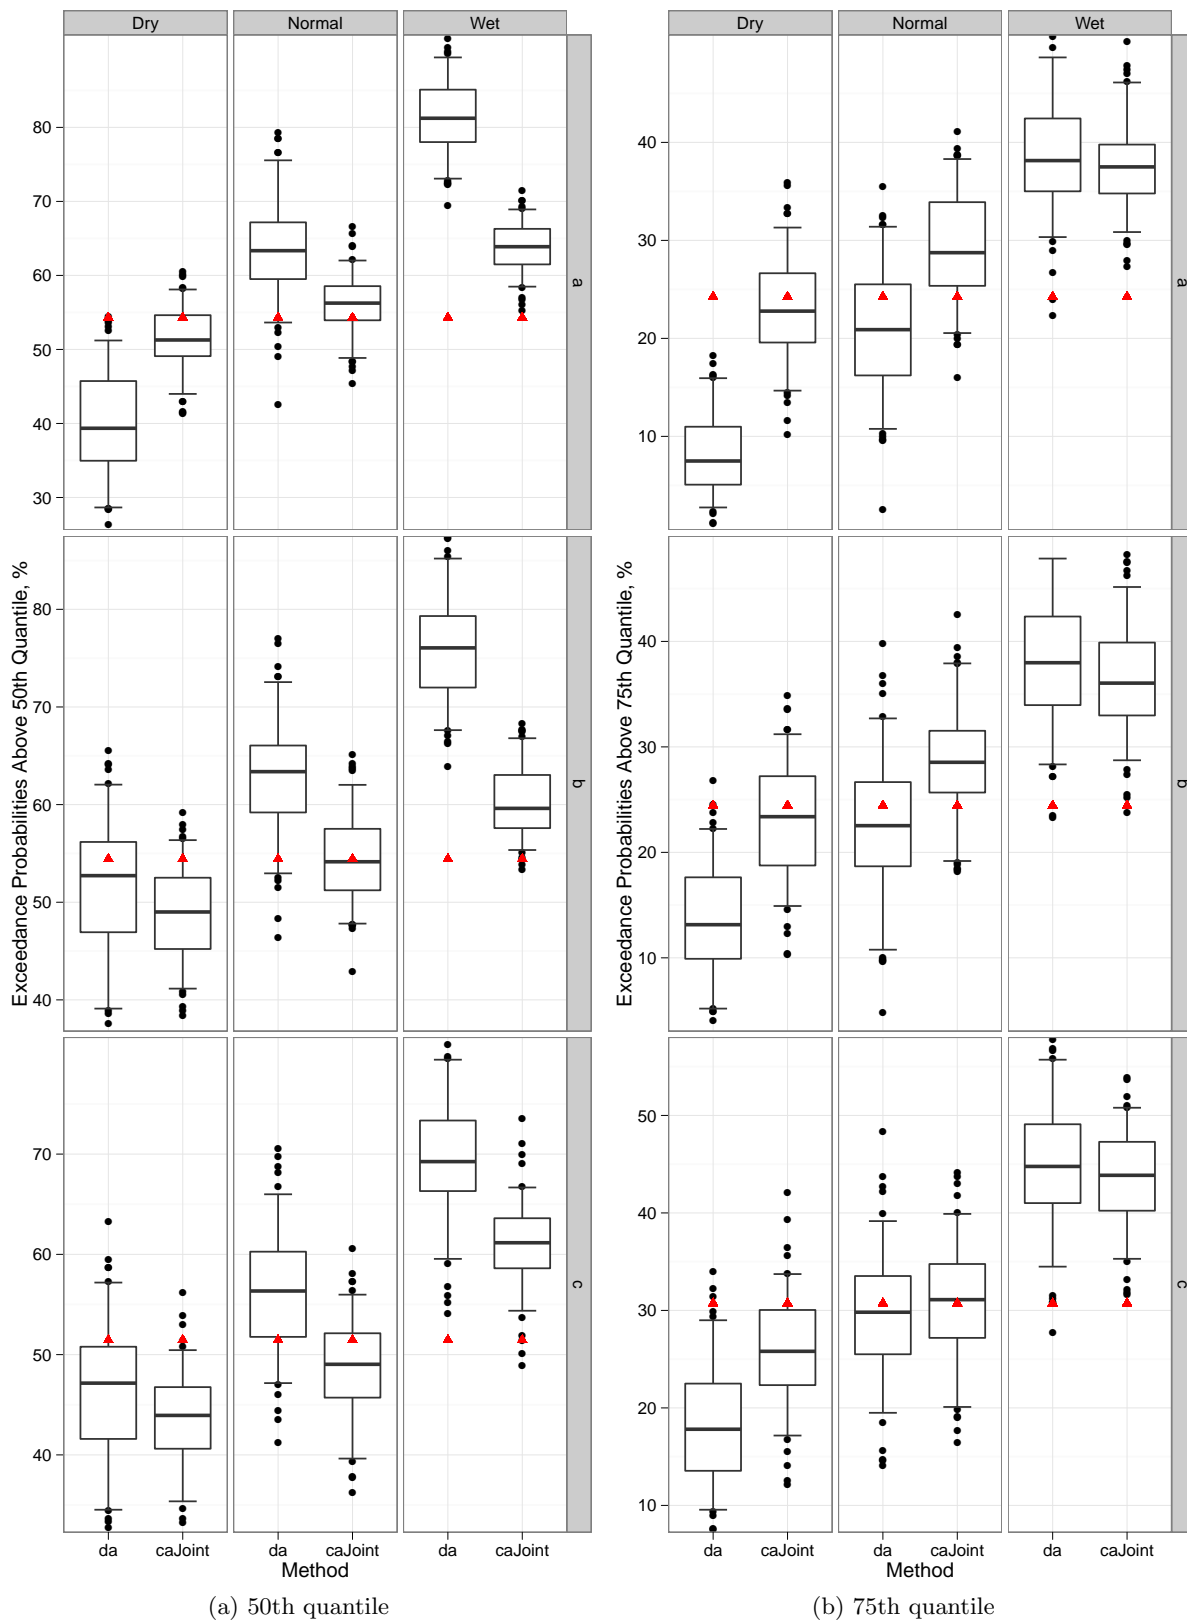 Dry Normal Wet
80
70
60
50
40
30
a
80
70
60
50
40
b
70
60
50
40
c
Exceedance Probabilities Above 50th Quantile, %
da caJoint da caJoint da caJoint
Method
(a) 50th quantile
Dry Normal Wet
40
30
20
10
a
40
30
20
10
b
50
40
30
20
10
c
Exceedance Probabilities Above 75th Quantile, %
da caJoint da caJoint da caJoint
Method
(b) 75th quantile